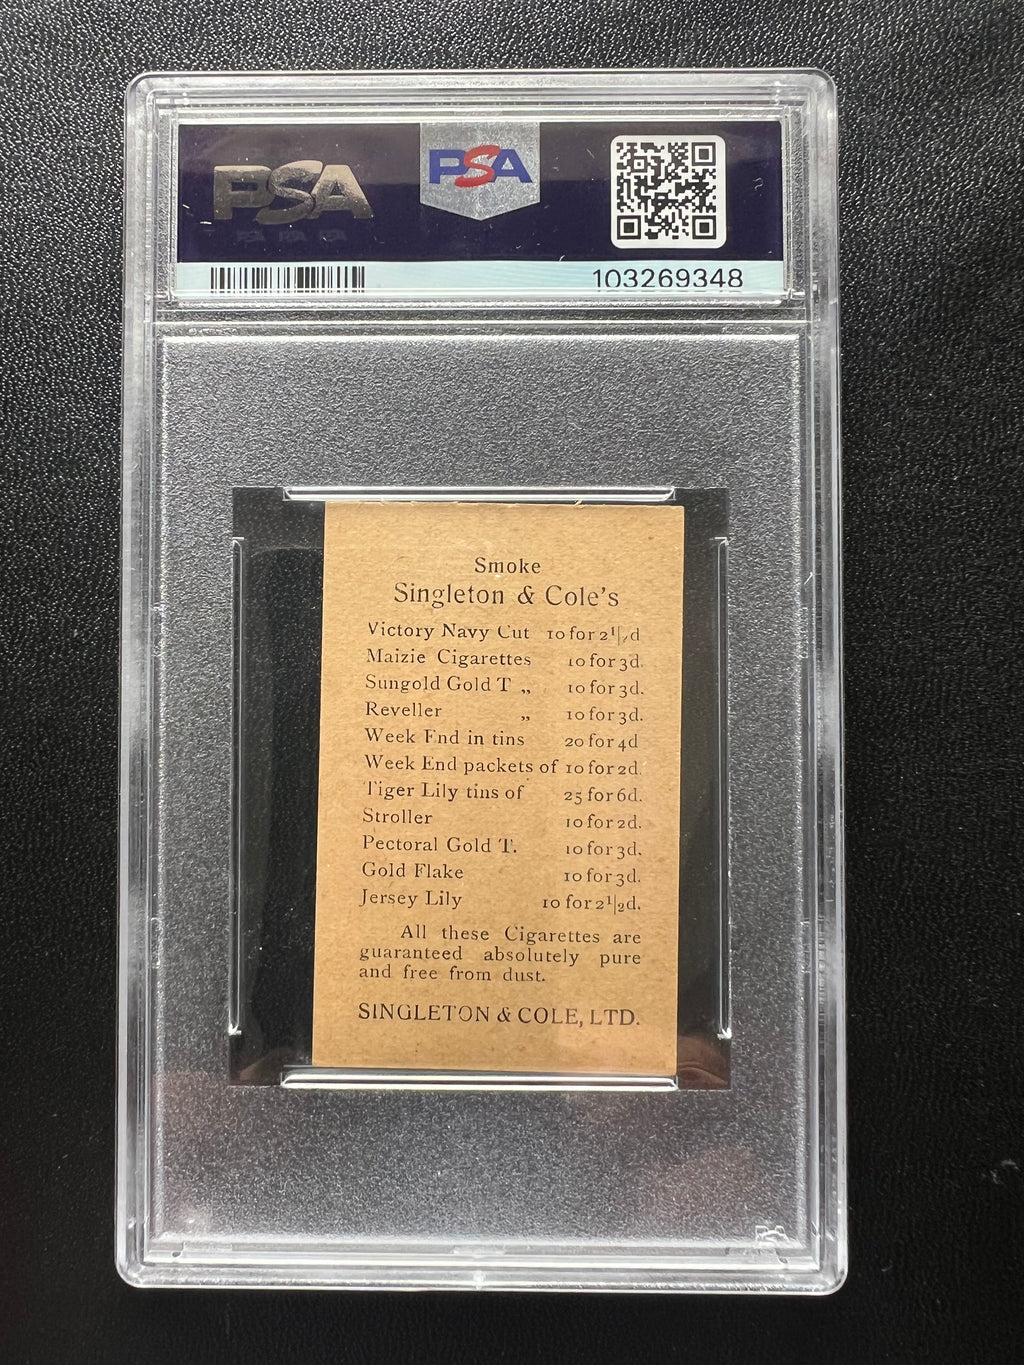 PSA
PSA
103269348
Smoke
Singleton & Cole's
Victory Navy Cut 10 for 2½d
Maizie Cigarettes 10 for 3d.
Sungold Gold T „ 10 for 3d.
Reveller „ 10 for 3d.
Week End in tins 20 for 4d
Week End packets of 10 for 2d.
Tiger Lily tins of 25 for 6d.
Stroller 10 for 2d.
Pectoral Gold T. 10 for 3d.
Gold Flake 10 for 3d.
Jersey Lily 10 for 2½d.
All these Cigarettes are
guaranteed absolutely pure
and free from dust.
SINGLETON & COLE, LTD.